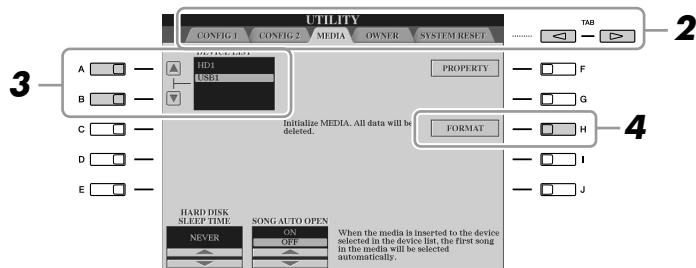 UTILITY
CONFIG 1 CONFIG 2 MEDIA OWNER SYSTEM RESET
TAB
2
DEVICE LIST
HD1
USB1
3
A
B
C
D
E
PROPERTY
F
G
Initialize MEDIA. All data will be
deleted.
FORMAT
H
4
I
J
HARD DISK
SLEEP TIME
NEVER
SONG AUTO OPEN
ON
OFF
When the media is inserted to the device
selected in the device list, the first song
in the media will be selected
automatically.